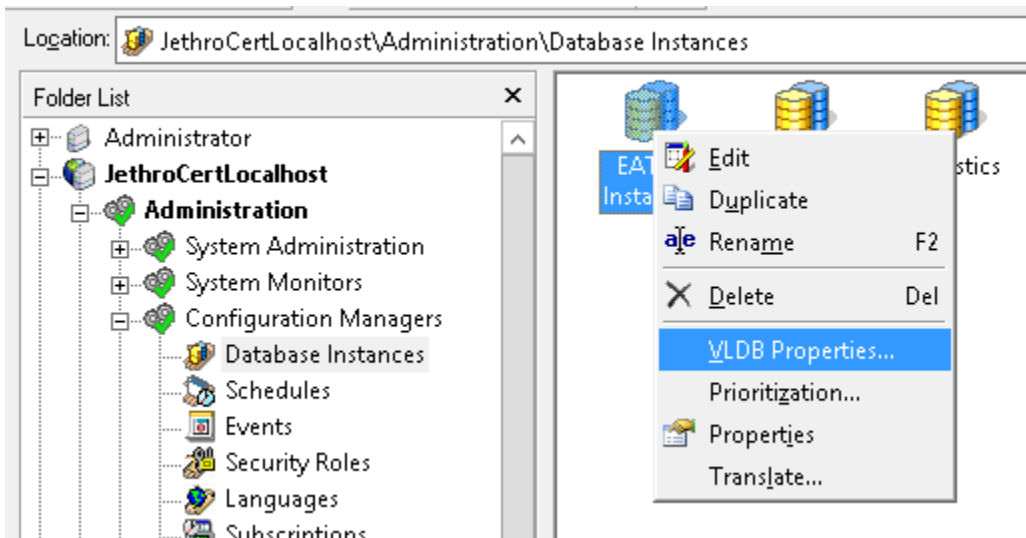 Location: JethroCertLocalhost\Administration\Database Instances
Folder List
Administrator
JethroCertLocalhost
Administration
System Administration
System Monitors
Configuration Managers
Database Instances
Schedules
Events
Security Roles
Languages
Subscriptions
Edit
Duplicate
Rename F2
Delete Del
VLDB Properties...
Prioritization...
Properties
Translate...